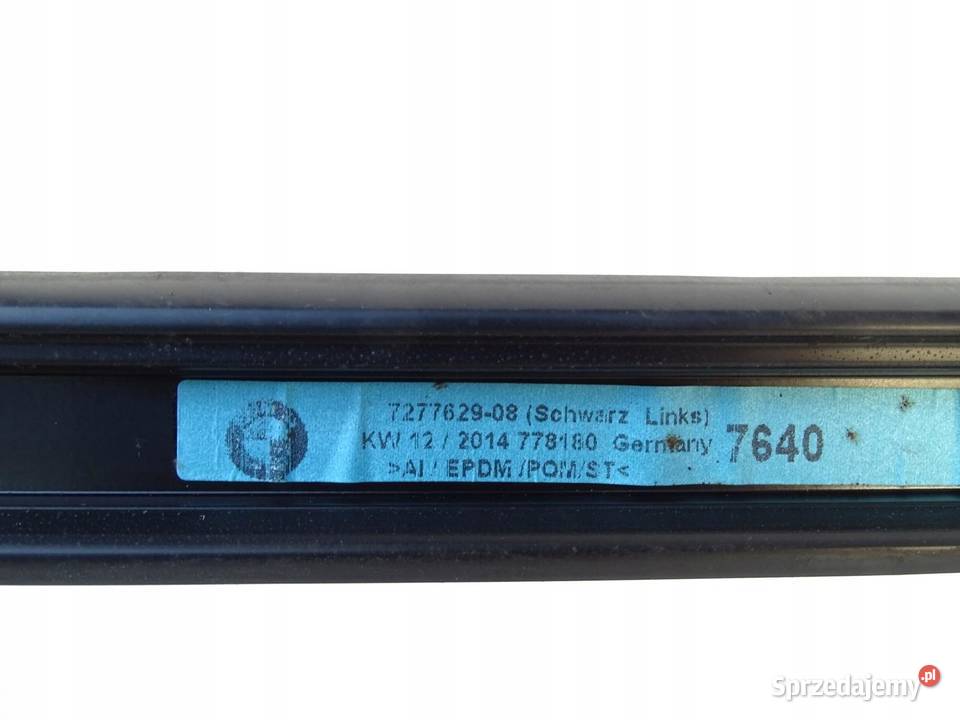 7277629-08 (Schwarz Links)
KW 12 / 2014 778180 Germany 7640
>Al / EPDM /POM/ST<
Sprzedajemy.pl